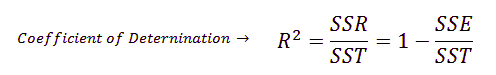 Coefficient of Deternination → R² = SSR/SST = 1 − SSE/SST